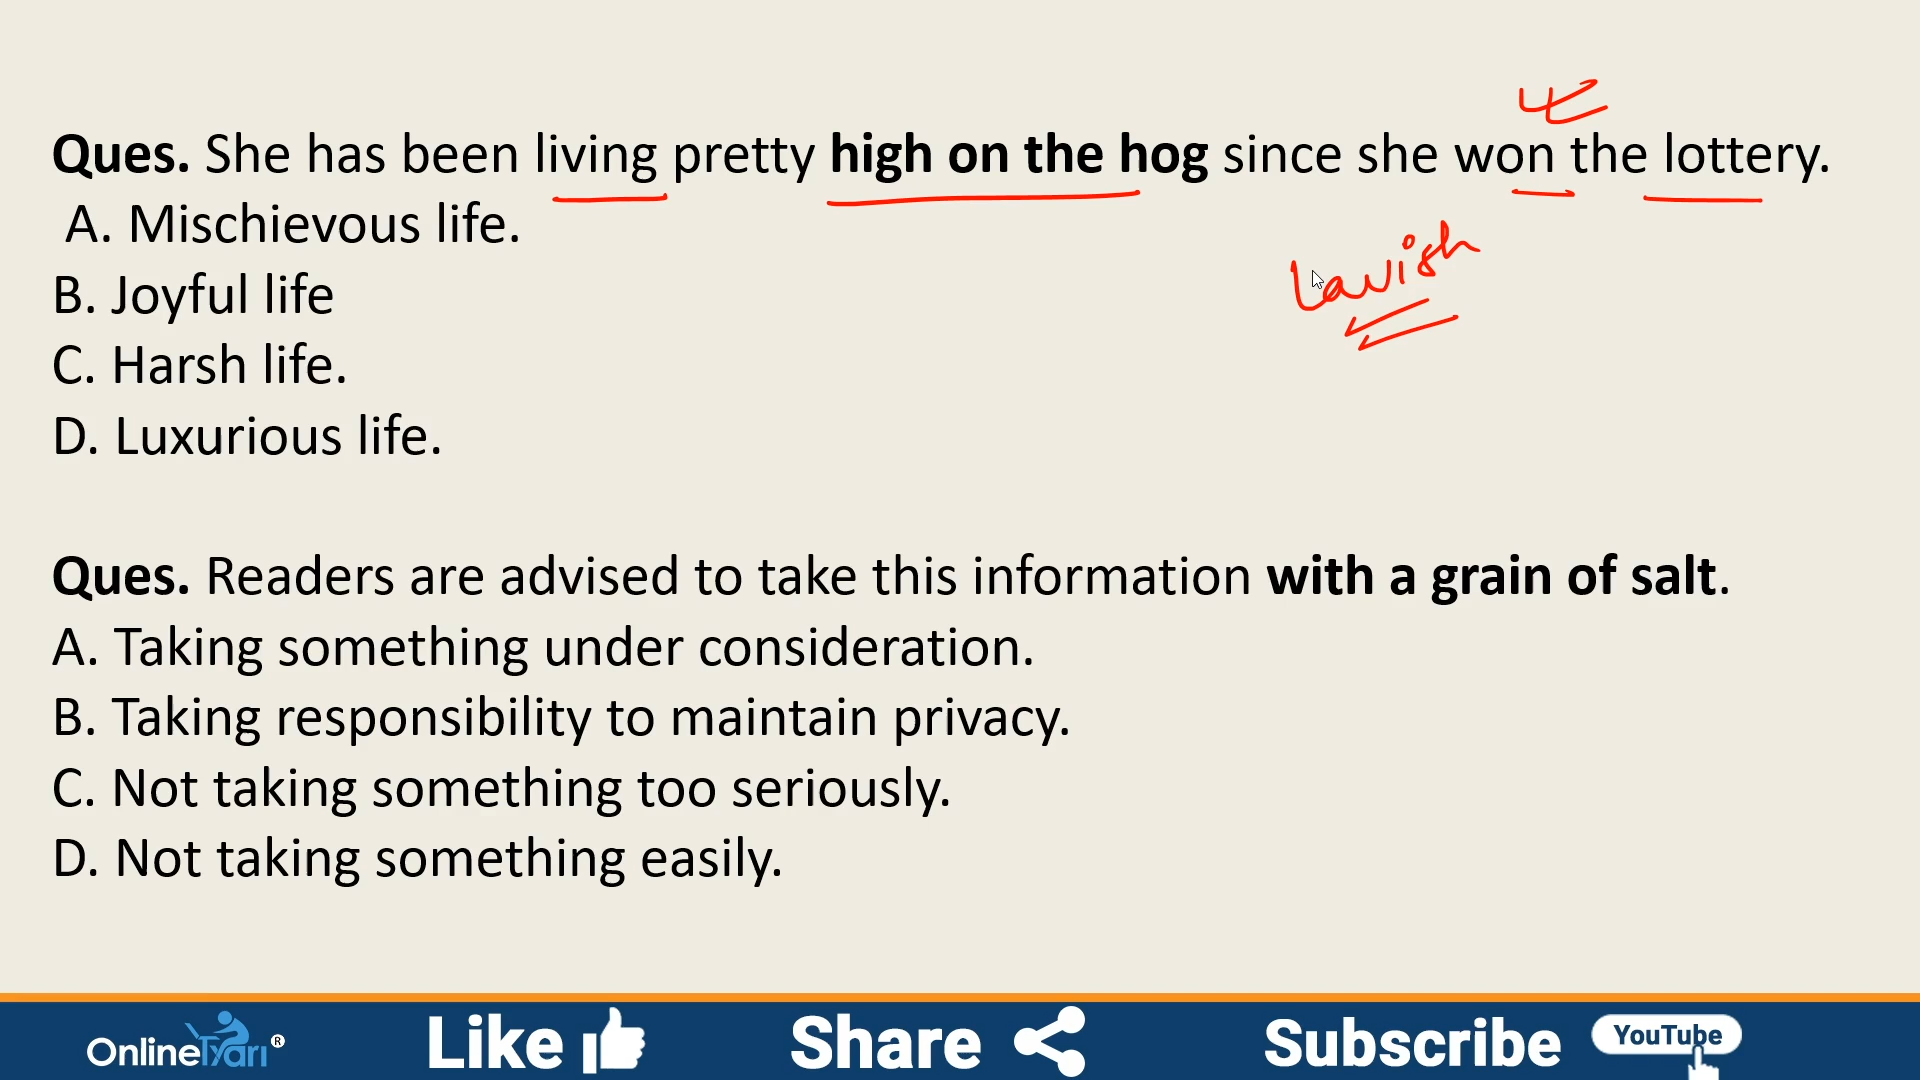 Ques. She has been living pretty high on the hog since she won the lottery.
A. Mischievous life.
Lavish
B. Joyful life
C. Harsh life.
D. Luxurious life.
Ques. Readers are advised to take this information with a grain of salt.
A. Taking something under consideration.
B. Taking responsibility to maintain privacy.
C. Not taking something too seriously.
D. Not taking something easily.
OnlineTyari ® Like Share Subscribe YouTube